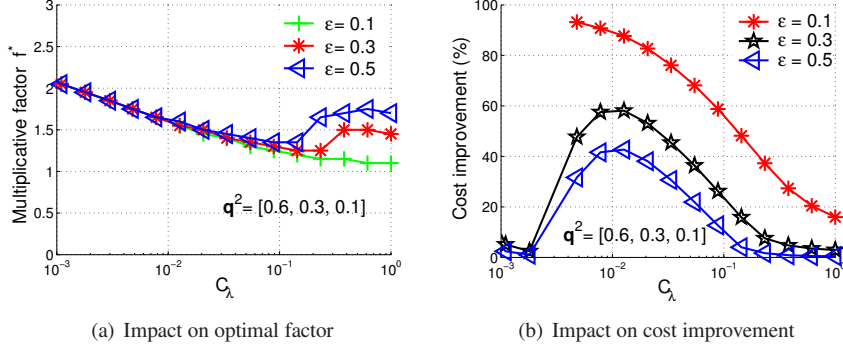 3
2.5
2
1.5
1
0.5
0
10⁻³
10⁻²
10⁻¹
10⁰
C_λ
Multiplicative factor f*
ε= 0.1
ε= 0.3
ε= 0.5
q²= [0.6, 0.3, 0.1]
(a) Impact on optimal factor
100
80
60
40
20
0
10⁻³
10⁻²
10⁻¹
10⁰
C_λ
Cost improvement (%)
ε= 0.1
ε= 0.3
ε= 0.5
q²= [0.6, 0.3, 0.1]
(b) Impact on cost improvement